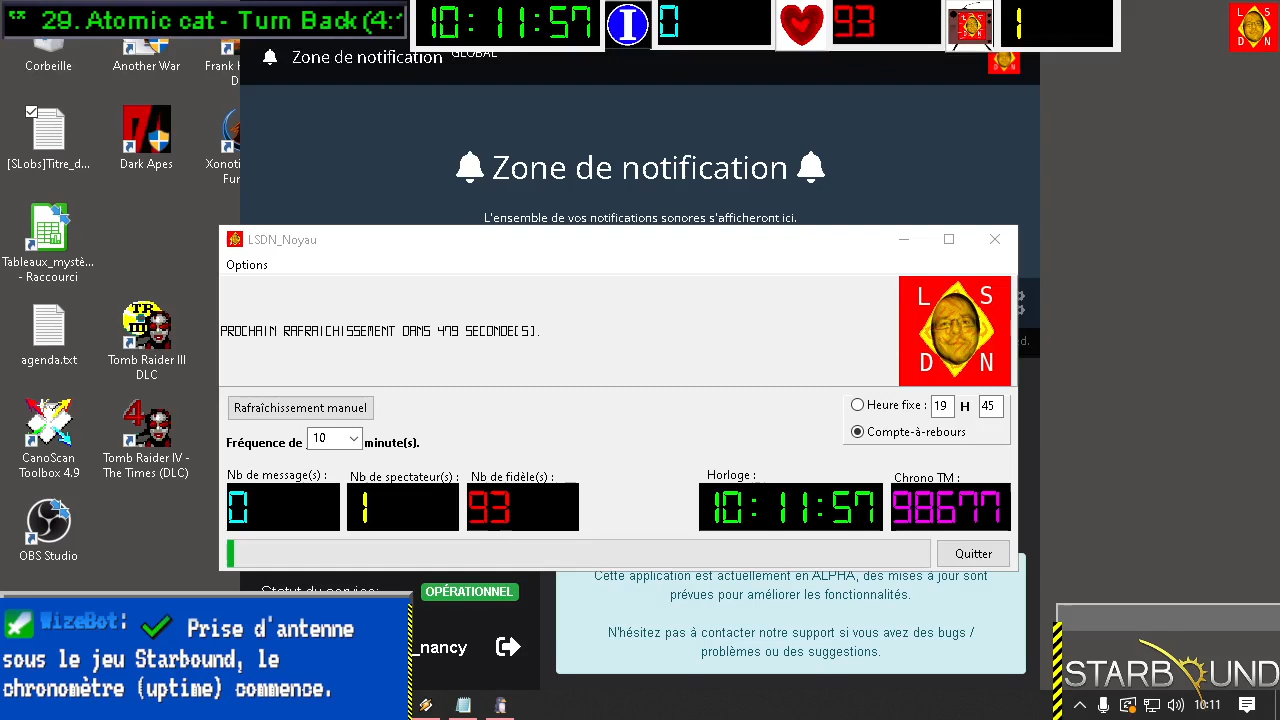 29. Atomic cat - Turn Back (4:
10:11:57
0
93
1
L S
D N
Corbeille
Another War
Frank
D
Zone de notification
GLOBAL
[SLobs]Titre_d...
Dark Apes
Xonoti
Fur
Zone de notification
L'ensemble de vos notifications sonores s'afficheront ici.
Tableaux_mystè...
- Raccourci
LSDN_Noyau
Options
PROCHAIN RAFRAICHISSEMENT DANS 479 SECONDE(S).
L S
D N
d.
agenda.txt
Tomb Raider III
DLC
Rafraîchissement manuel
Fréquence de 10 minute(s).
Heure fixe : 19 H 45
Compte-à-rebours
CanoScan
Toolbox 4.9
Tomb Raider IV -
The Times (DLC)
Nb de message(s) :
Nb de spectateur(s) :
Nb de fidèle(s) :
Horloge :
Chrono TM :
0
1
93
10:11:57
98677
OBS Studio
Quitter
Statut du service:
OPÉRATIONNEL
Cette application est actuellement en ALPHA, des mises à jour sont
prévues pour améliorer les fonctionnalités.
N'hésitez pas à contacter notre support si vous avez des bugs /
problèmes ou des suggestions.
_nancy
WizeBot: Prise d'antenne
sous le jeu Starbound, le
chronomètre (uptime) commence.
STARBOUND
10:11